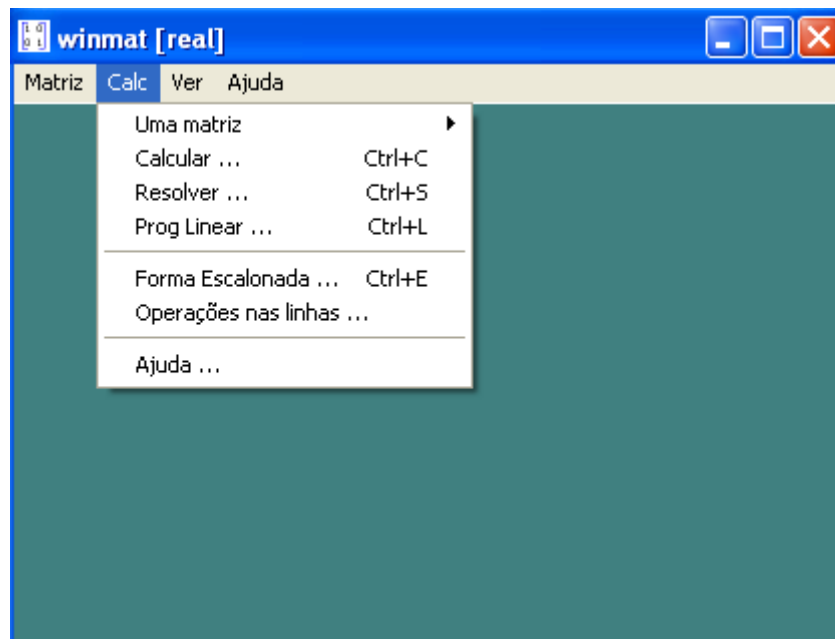 winmat [real]
Matriz Calc Ver Ajuda
Uma matriz
Calcular ... Ctrl+C
Resolver ... Ctrl+S
Prog Linear ... Ctrl+L
Forma Escalonada ... Ctrl+E
Operações nas linhas ...
Ajuda ...